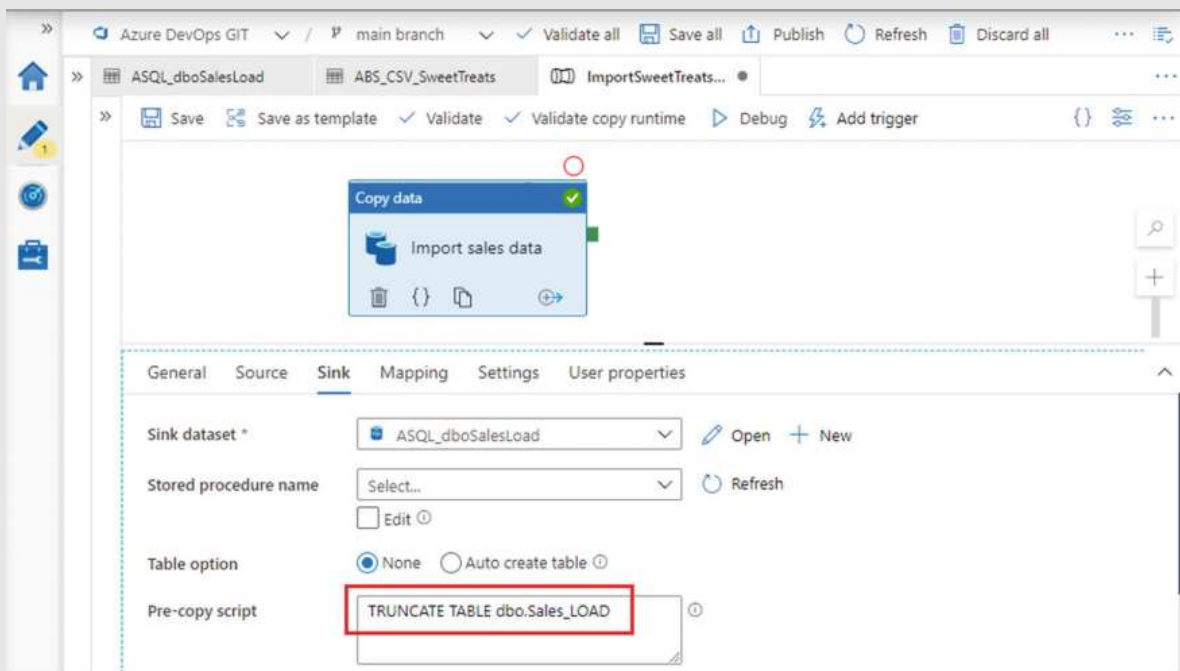 Azure DevOps GIT / main branch Validate all Save all Publish Refresh Discard all
ASQL_dboSalesLoad ABS_CSV_SweetTreats ImportSweetTreats...
Save Save as template Validate Validate copy runtime Debug Add trigger {}
1
Copy data
Import sales data
{}
General Source Sink Mapping Settings User properties
Sink dataset * ASQL_dboSalesLoad Open + New
Stored procedure name Select... Refresh
Edit
Table option None Auto create table
Pre-copy script TRUNCATE TABLE dbo.Sales_LOAD